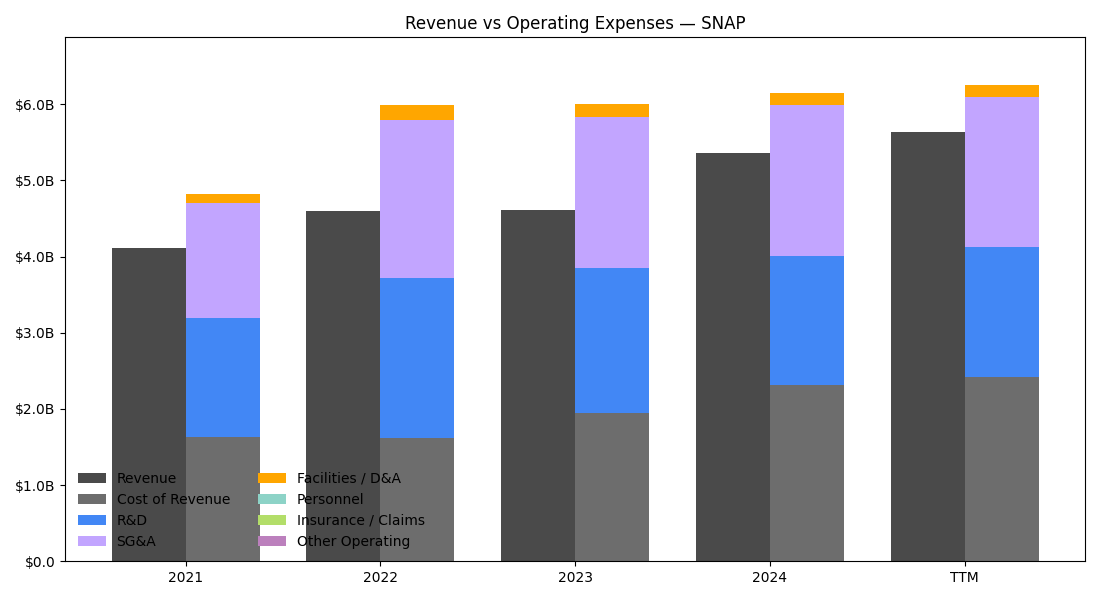 Revenue vs Operating Expenses — SNAP
$6.0B
$5.0B
$4.0B
$3.0B
$2.0B
$1.0B
$0.0
Revenue
Cost of Revenue
R&D
SG&A
Facilities / D&A
Personnel
Insurance / Claims
Other Operating
2021 2022 2023 2024 TTM